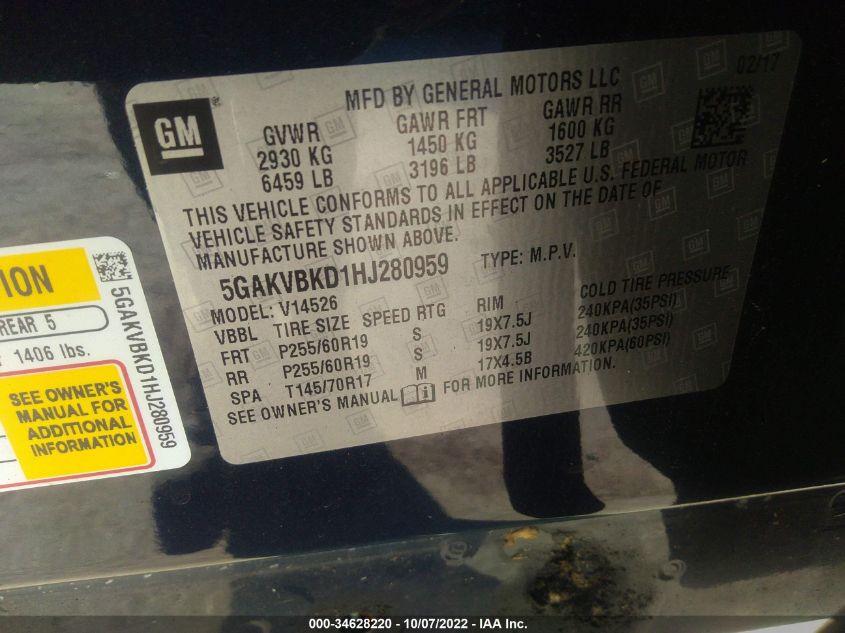 MFD BY GENERAL MOTORS LLC
02/17
GM
GVWR GAWR FRT GAWR RR
2930 KG 1450 KG 1600 KG
6459 LB 3196 LB 3527 LB
THIS VEHICLE CONFORMS TO ALL APPLICABLE U.S. FEDERAL MOTOR
VEHICLE SAFETY STANDARDS IN EFFECT ON THE DATE OF
MANUFACTURE SHOWN ABOVE.
5GAKVBKD1HJ280959 TYPE: M.P.V.
MODEL: V14526
VBBL TIRE SIZE SPEED RTG RIM COLD TIRE PRESSURE
FRT P255/60R19 S 19X7.5J 240KPA(35PSI)
RR P255/60R19 S 19X7.5J 240KPA(35PSI)
SPA T145/70R17 M 17X4.5B 420KPA(60PSI)
SEE OWNER'S MANUAL FOR MORE INFORMATION.
REAR 5
1406 lbs.
SEE OWNER'S
MANUAL FOR
ADDITIONAL
INFORMATION
5GAKVBKD1HJ280959
000-34628220 - 10/07/2022 - IAA Inc.